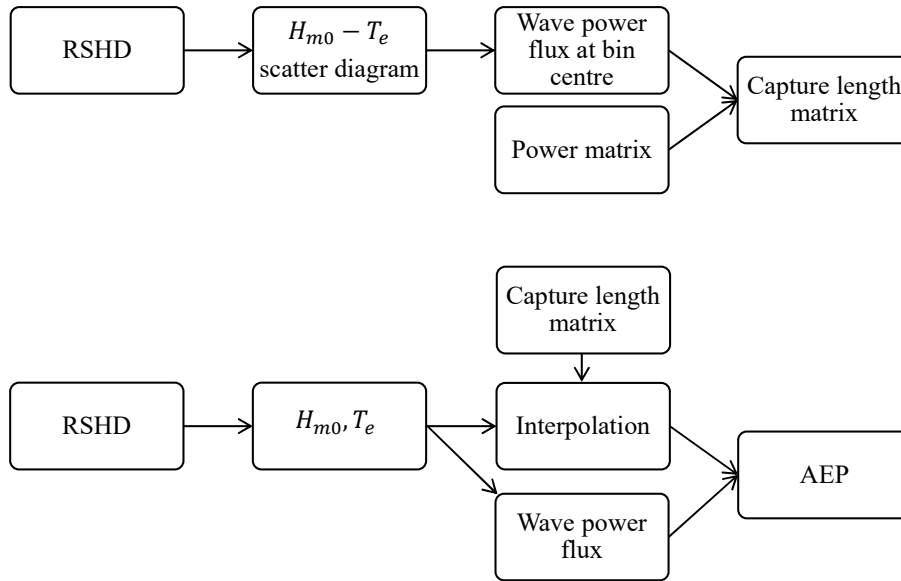 RSHD
H_{m0} − T_e
scatter diagram
Wave power
flux at bin
centre
Power matrix
Capture length
matrix
Capture length
matrix
RSHD
H_{m0}, T_e
Interpolation
Wave power
flux
AEP